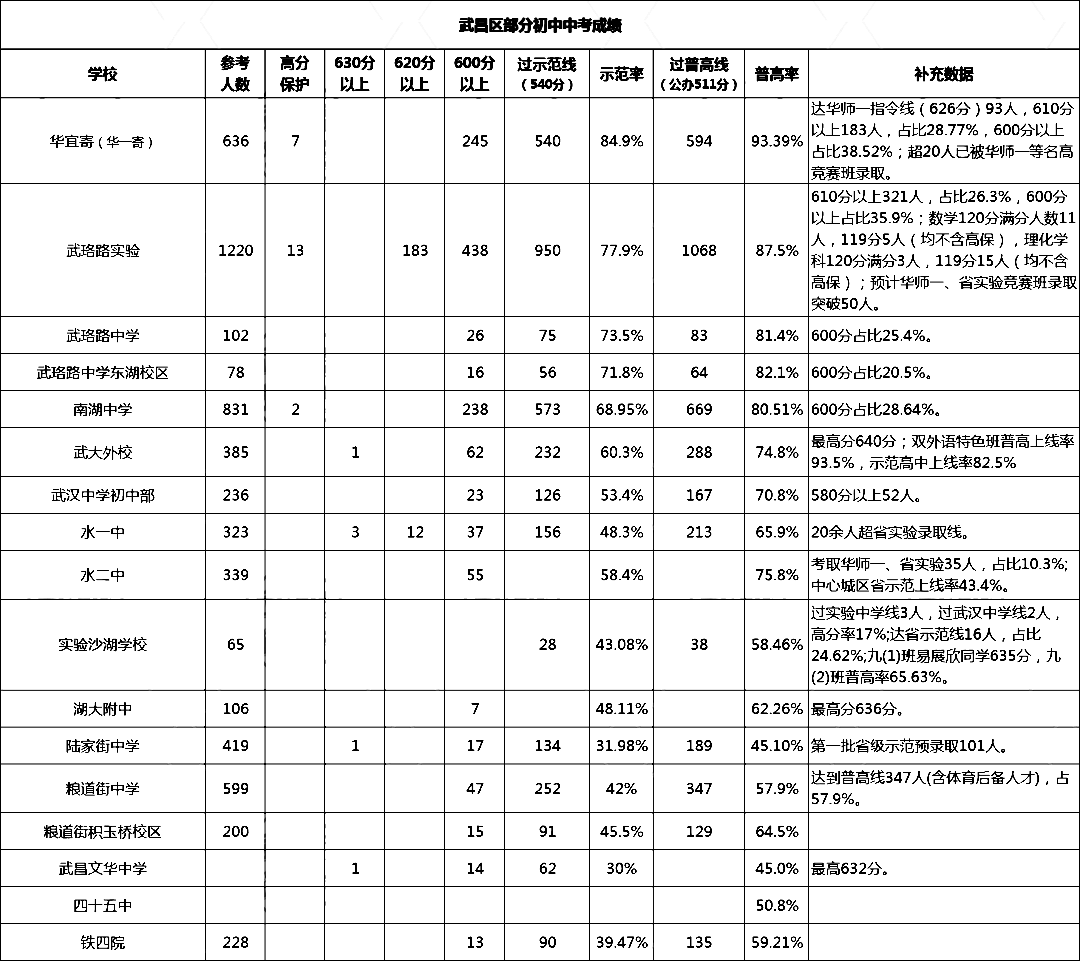 武昌区部分初中中考成绩
学校 参考人数 高分保护 630分以上 620分以上 600分以上 过示范线（540分） 示范率 过普高线（公办511分） 普高率 补充数据
华宜寄（华一寄） 636 7 245 540 84.9% 594 93.39% 达华师一指令线（626分）93人，610分
以上183人，占比28.77%，600分以上
占比38.52%；超20人已被华师一等名高
竞赛班录取。
武珞路实验 1220 13 183 438 950 77.9% 1068 87.5% 610分以上321人，占比26.3%，600分
以上占比35.9%；数学120分满分人数11
人，119分5人（均不含高保），理化学
科120分满分3人，119分15人（均不含
高保）；预计华师一、省实验竞赛班录取
突破50人。
武珞路中学 102 26 75 73.5% 83 81.4% 600分占比25.4%。
武珞路中学东湖校区 78 16 56 71.8% 64 82.1% 600分占比20.5%。
南湖中学 831 2 238 573 68.95% 669 80.51% 600分占比28.64%。
武大外校 385 1 62 232 60.3% 288 74.8% 最高分640分；双外语特色班普高上线率
93.5%，示范高中上线率82.5%
武汉中学初中部 236 23 126 53.4% 167 70.8% 580分以上52人。
水一中 323 3 12 37 156 48.3% 213 65.9% 20余人超省实验录取线。
水二中 339 55 58.4% 75.8% 考取华师一、省实验35人，占比10.3%;
中心城区省示范上线率43.4%。
实验沙湖学校 65 28 43.08% 38 58.46% 过实验中学线3人，过武汉中学线2人，
高分率17%;达省示范线16人，占比
24.62%;九(1)班易展欣同学635分，九
(2)班普高率65.63%。
湖大附中 106 7 48.11% 62.26% 最高分636分。
陆家街中学 419 1 17 134 31.98% 189 45.10% 第一批省级示范预录取101人。
粮道街中学 599 47 252 42% 347 57.9% 达到普高线347人(含体育后备人才)，占
57.9%。
粮道街积玉桥校区 200 15 91 45.5% 129 64.5%
武昌文华中学 1 14 62 30% 45.0% 最高632分。
四十五中 50.8%
铁四院 228 13 90 39.47% 135 59.21%